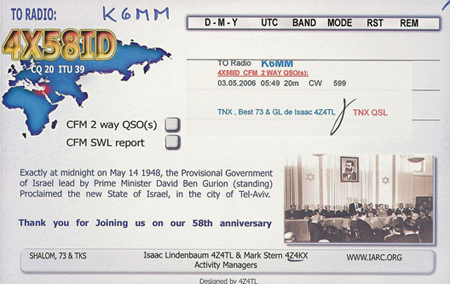 TO RADIO: K6MM
4X58ID
CQ 20 ITU 39
D - M - Y UTC BAND MODE RST REM
TO Radio K6MM
4X58ID CFM 2 WAY QSO(s):
03.05.2006 05:49 20m CW 599
TNX , Best 73 & GL de Isaac 4Z4TL TNX QSL
CFM 2 way QSO(s)
CFM SWL report
Exactly at midnight on May 14 1948, the Provisional Government
of Israel lead by Prime Minister David Ben Gurion (standing)
Proclaimed the new State of Israel, in the city of Tel-Aviv.
Thank you for Joining us on our 58th anniversary
SHALOM, 73 & TKS
Isaac Lindenbaum 4Z4TL & Mark Stern 4Z4KX
Activity Managers
WWW.IARC.ORG
Designed by 4Z4TL